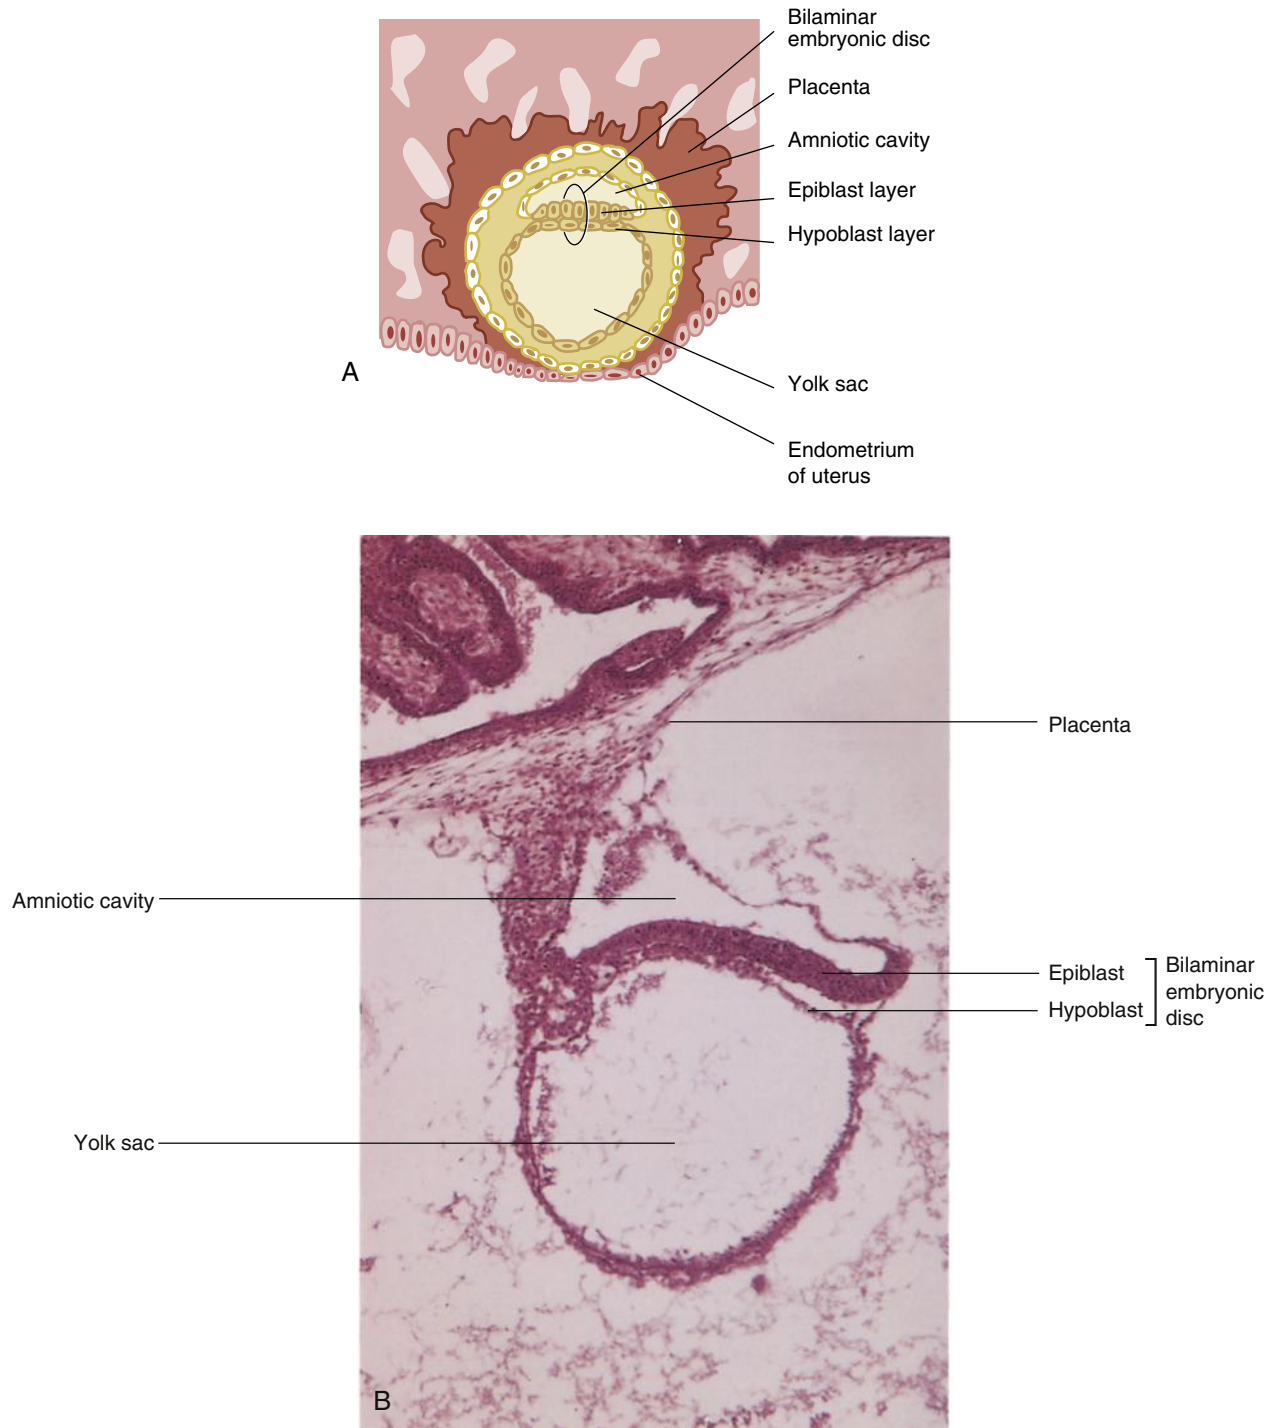 Bilaminar
embryonic disc
Placenta
Amniotic cavity
Epiblast layer
Hypoblast layer
Yolk sac
Endometrium
of uterus
A
Placenta
Amniotic cavity
Epiblast
Hypoblast
Bilaminar
embryonic
disc
Yolk sac
B